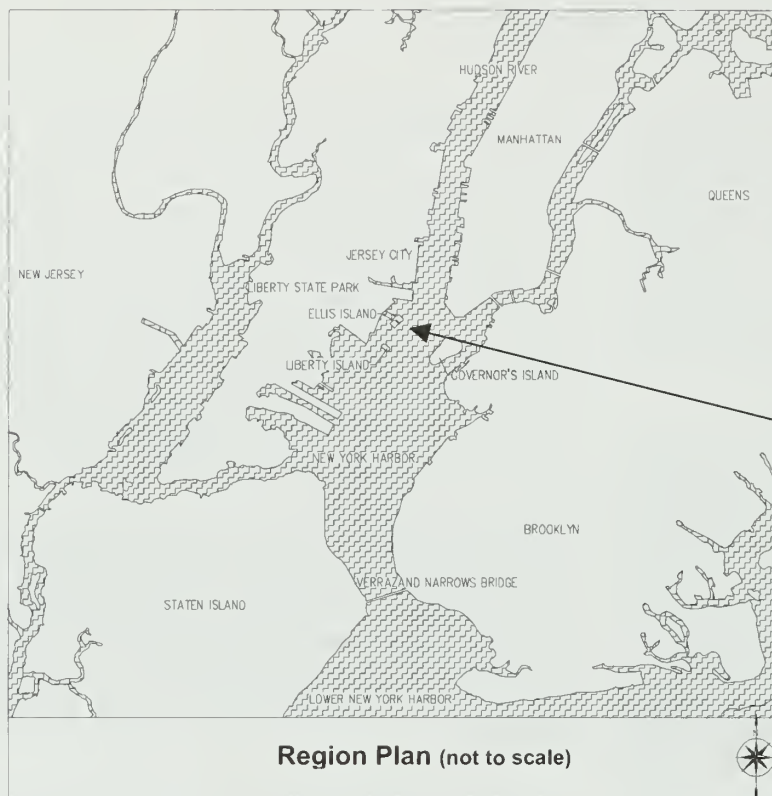 HUDSON RIVER
MANHATTAN
QUEENS
JERSEY CITY
NEW JERSEY
LIBERTY STATE PARK
ELLIS ISLAND
LIBERTY ISLAND
GOVERNOR'S ISLAND
NEW YORK HARBOR
BROOKLYN
VERRAZANO NARROWS BRIDGE
STATEN ISLAND
LOWER NEW YORK HARBOR
Region Plan (not to scale)